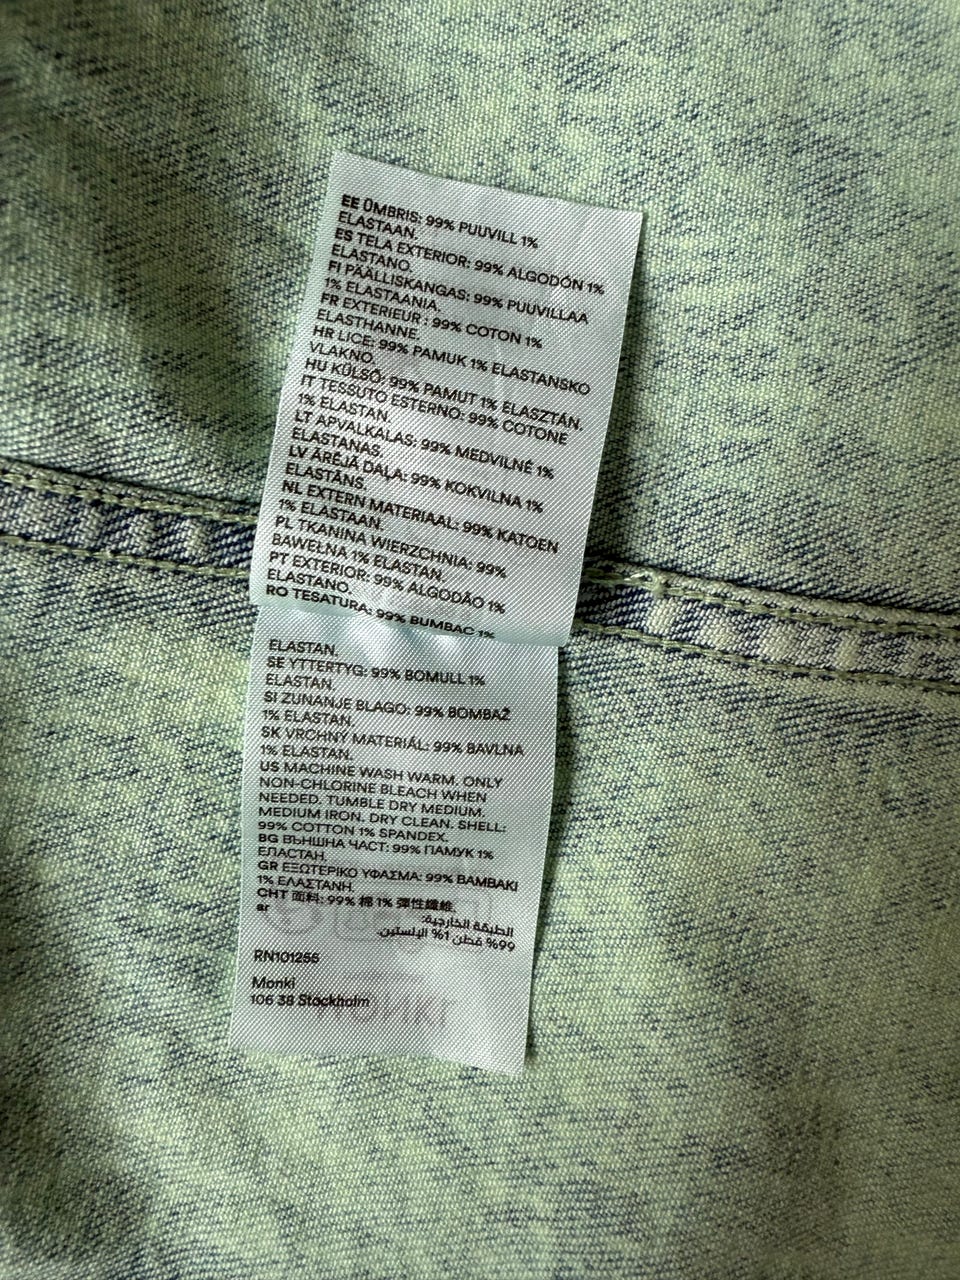 EE ÜMBRIS: 99% PUUVILL 1%
ELASTAAN.
ES TELA EXTERIOR: 99% ALGODÓN 1%
ELASTANO.
FI PÄÄLLISKANGAS: 99% PUUVILLAA
1% ELASTAANIA.
FR EXTERIEUR : 99% COTON 1%
ELASTHANNE.
HR LICE: 99% PAMUK 1% ELASTANSKO
VLAKNO.
HU KÜLSŐ: 99% PAMUT 1% ELASZTÁN.
IT TESSUTO ESTERNO: 99% COTONE
1% ELASTAN.
LT APVALKALAS: 99% MEDVILNĖ 1%
ELASTANAS.
LV ĀRĒJĀ DAĻA: 99% KOKVILNA 1%
ELASTĀNS.
NL EXTERN MATERIAAL: 99% KATOEN
1% ELASTAAN.
PL TKANINA WIERZCHNIA: 99%
BAWEŁNA 1% ELASTAN.
PT EXTERIOR: 99% ALGODÃO 1%
ELASTANO.
RO TESATURA: 99% BUMBAC 1%
ELASTAN.
SE YTTERTYG: 99% BOMULL 1%
ELASTAN.
SI ZUNANJE BLAGO: 99% BOMBAŽ
1% ELASTAN.
SK VRCHNÝ MATERIÁL: 99% BAVLNA
1% ELASTAN.
US MACHINE WASH WARM. ONLY
NON-CHLORINE BLEACH WHEN
NEEDED. TUMBLE DRY MEDIUM.
MEDIUM IRON. DRY CLEAN. SHELL:
99% COTTON 1% SPANDEX.
BG ВЪНШНА ЧАСТ: 99% ПАМУК 1%
ЕЛАСТАН.
GR ΕΞΩΤΕΡΙΚΟ ΥΦΑΣΜΑ: 99% ΒΑΜΒΑΚΙ
1% ΕΛΑΣΤΑΝΗ.
CHT 面料: 99% 棉 1% 彈性纖維.
ar
الطبقة الخارجية:
99% قطن 1% اليلستين.
RN101255
Monki
106 38 Stockholm